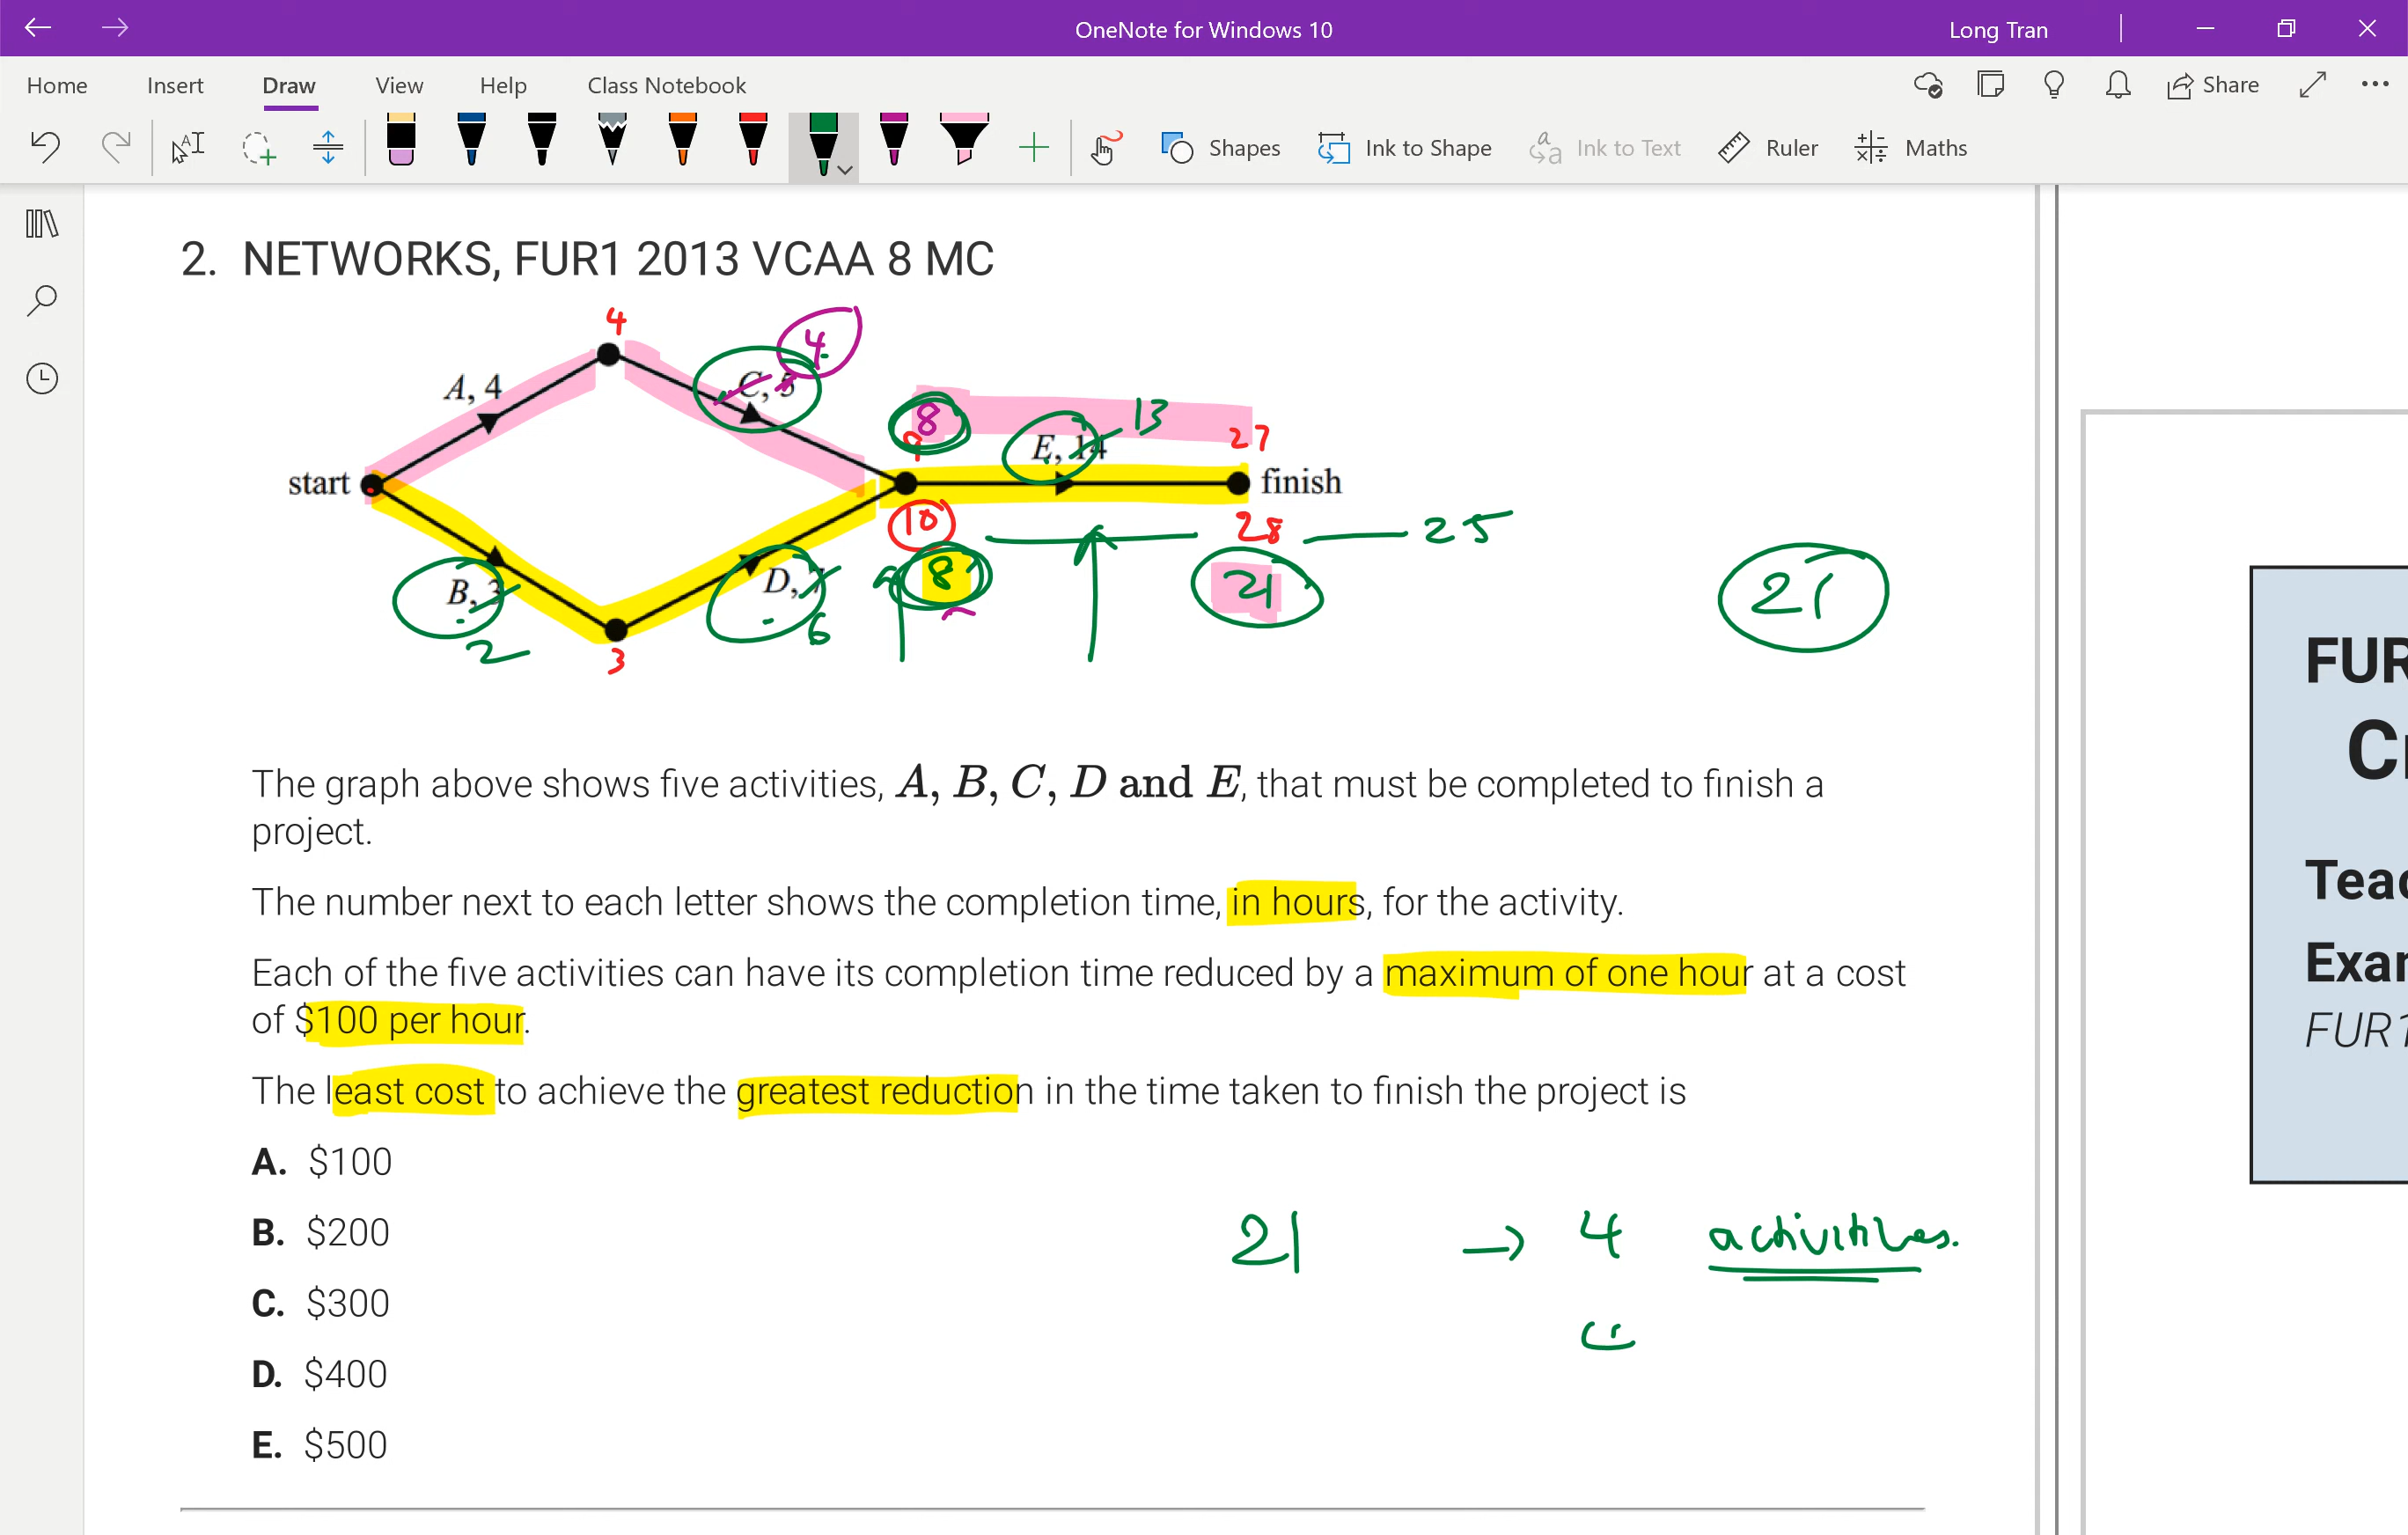 OneNote for Windows 10
Long Tran
Home Insert Draw View Help Class Notebook
Share
Shapes Ink to Shape Ink to Text Ruler Maths
2. NETWORKS, FUR1 2013 VCAA 8 MC
4
4
A, 4
C, 5
8
9
E, 14
13
27
start
finish
10
28
25
B, 3
D, 7
8
21
21
2
6
3
The graph above shows five activities, A, B, C, D and E, that must be completed to finish a
project.
The number next to each letter shows the completion time, in hours, for the activity.
Each of the five activities can have its completion time reduced by a maximum of one hour at a cost
of $100 per hour.
The least cost to achieve the greatest reduction in the time taken to finish the project is
A. $100
B. $200
21 → 4 activities.
C. $300
D. $400
E. $500
FUR
Teac
Exar
FUR1